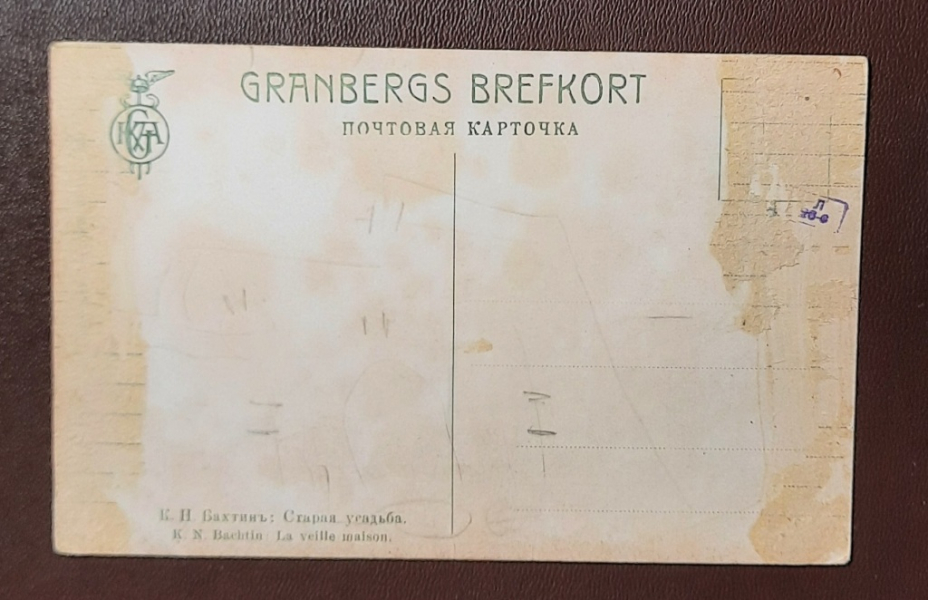 GRANBERGS BREFKORT
ПОЧТОВАЯ КАРТОЧКА
К. Н. Бахтинъ: Старая усадьба.
K. N. Bachtin La veille maison.